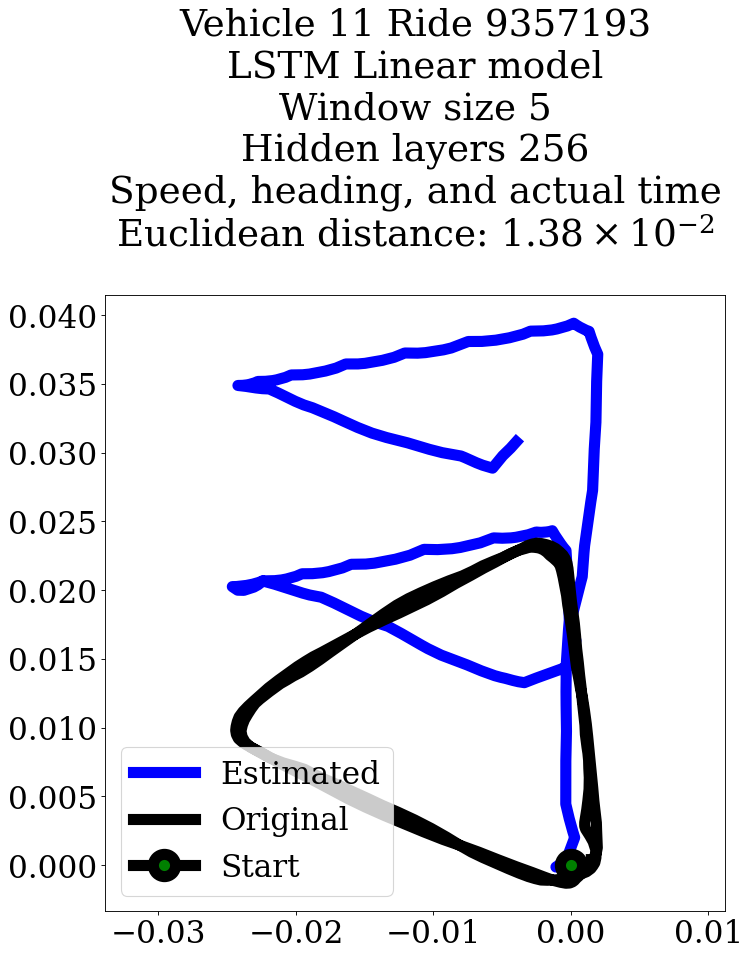 Vehicle 11 Ride 9357193
LSTM Linear model
Window size 5
Hidden layers 256
Speed, heading, and actual time
Euclidean distance: 1.38 × 10⁻²
0.040
0.035
0.030
0.025
0.020
0.015
0.010
0.005
0.000
Estimated
Original
Start
−0.03 −0.02 −0.01 0.00 0.01